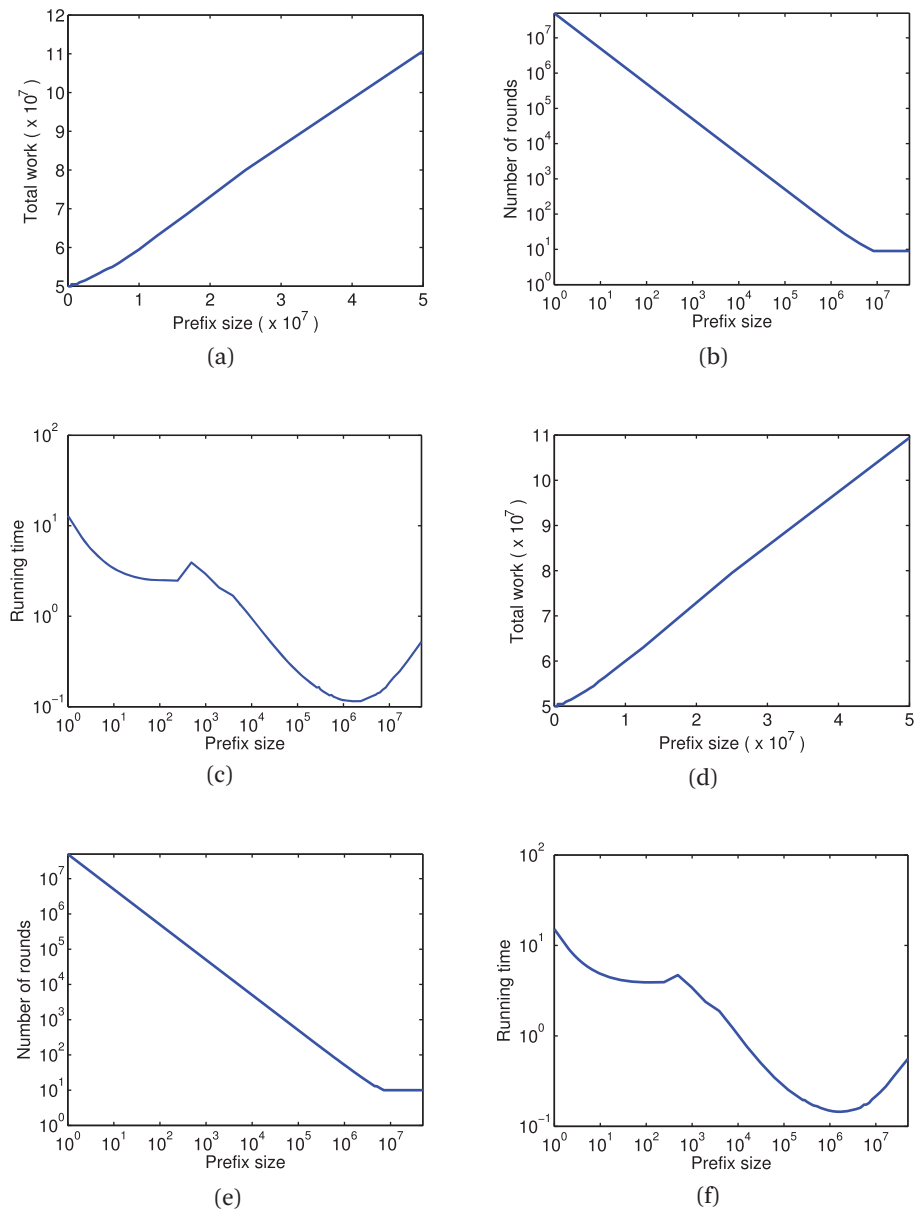 12
11
10
9
8
7
6
5
Total work ( x 10^7 )
0 1 2 3 4 5
Prefix size ( x 10^7 )
(a)
10^7
10^6
10^5
10^4
10^3
10^2
10^1
10^0
Number of rounds
10^0 10^1 10^2 10^3 10^4 10^5 10^6 10^7
Prefix size
(b)
10^2
10^1
10^0
10^-1
Running time
10^0 10^1 10^2 10^3 10^4 10^5 10^6 10^7
Prefix size
(c)
11
10
9
8
7
6
5
Total work ( x 10^7 )
0 1 2 3 4 5
Prefix size ( x 10^7 )
(d)
10^7
10^6
10^5
10^4
10^3
10^2
10^1
10^0
Number of rounds
10^0 10^1 10^2 10^3 10^4 10^5 10^6 10^7
Prefix size
(e)
10^2
10^1
10^0
10^-1
Running time
10^0 10^1 10^2 10^3 10^4 10^5 10^6 10^7
Prefix size
(f)